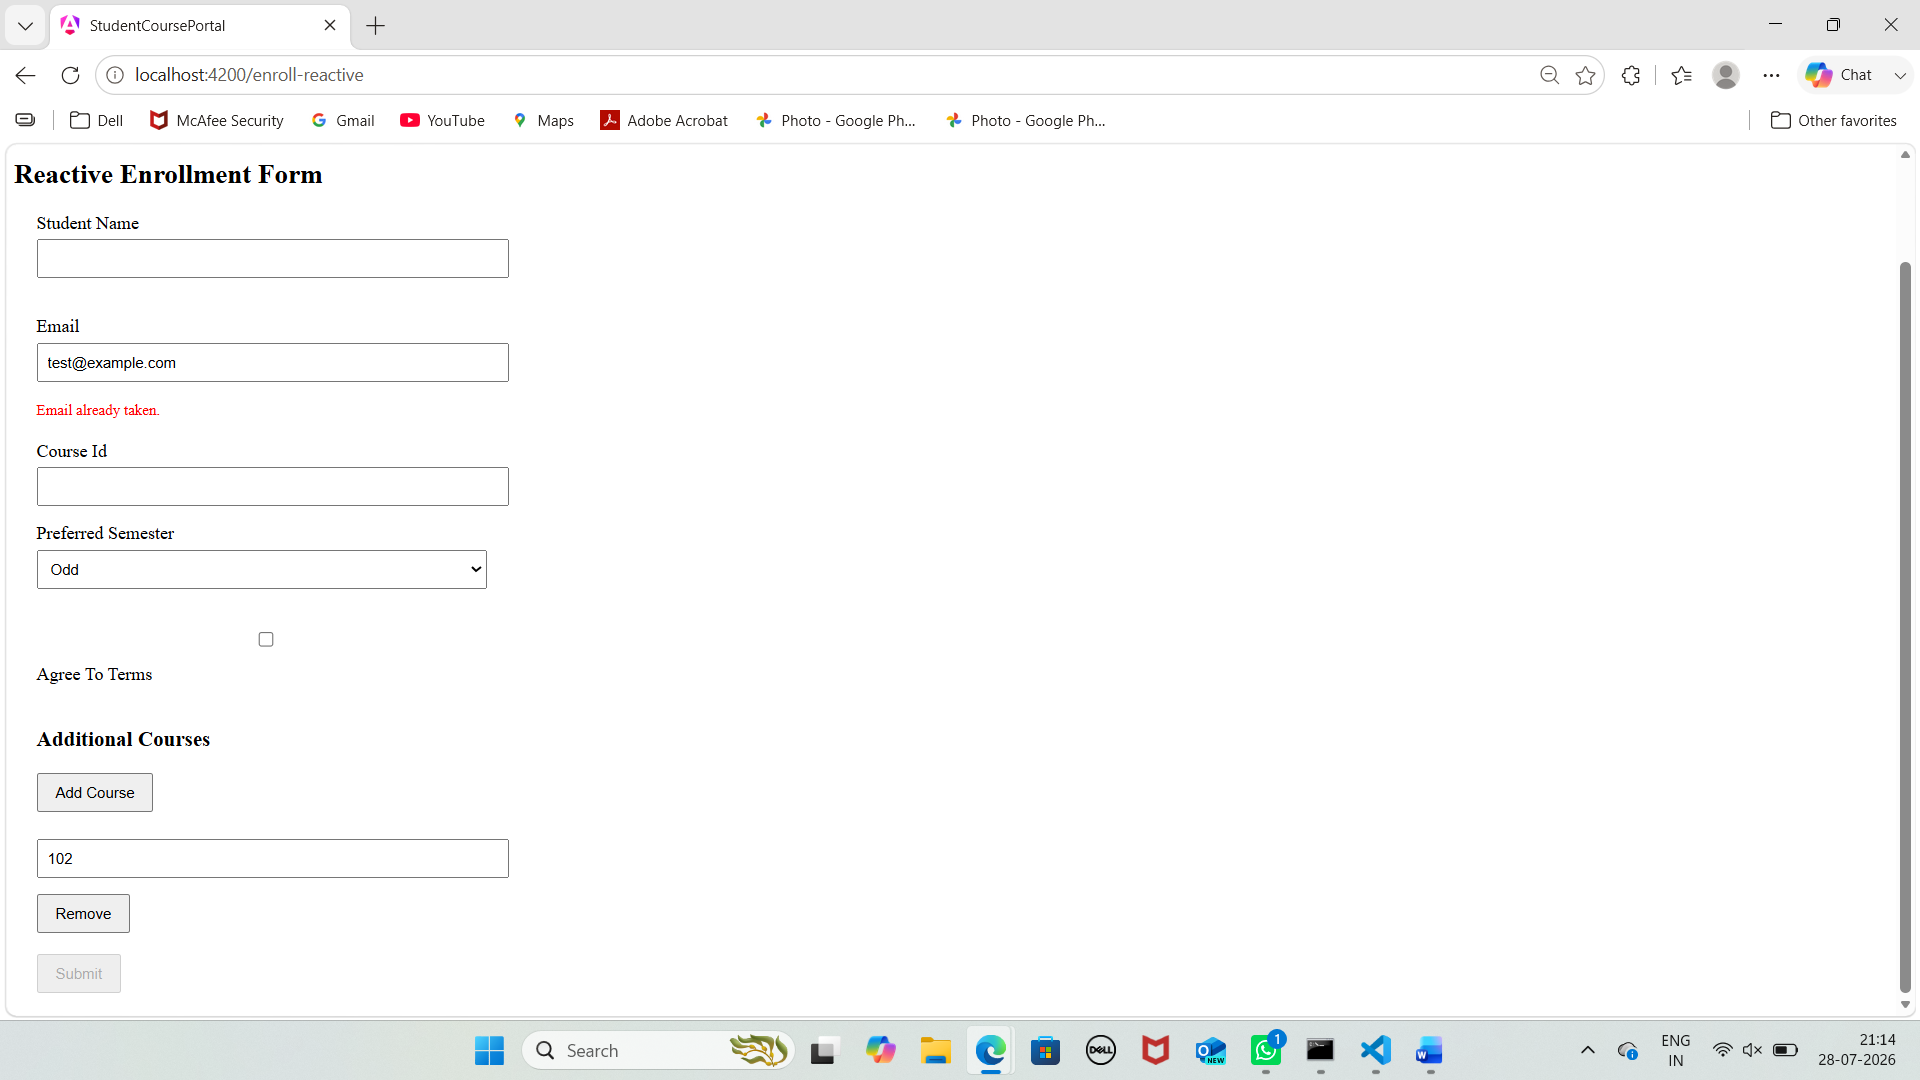 StudentCoursePortal
localhost:4200/enroll-reactive
Chat
Dell
McAfee Security
Gmail
YouTube
Maps
Adobe Acrobat
Photo - Google Ph...
Photo - Google Ph...
Other favorites
Reactive Enrollment Form
Student Name
Email
test@example.com
Email already taken.
Course Id
Preferred Semester
Odd
Agree To Terms
Additional Courses
Add Course
102
Remove
Submit
Search
DELL
NEW
1
ENG
IN
21:14
28-07-2026